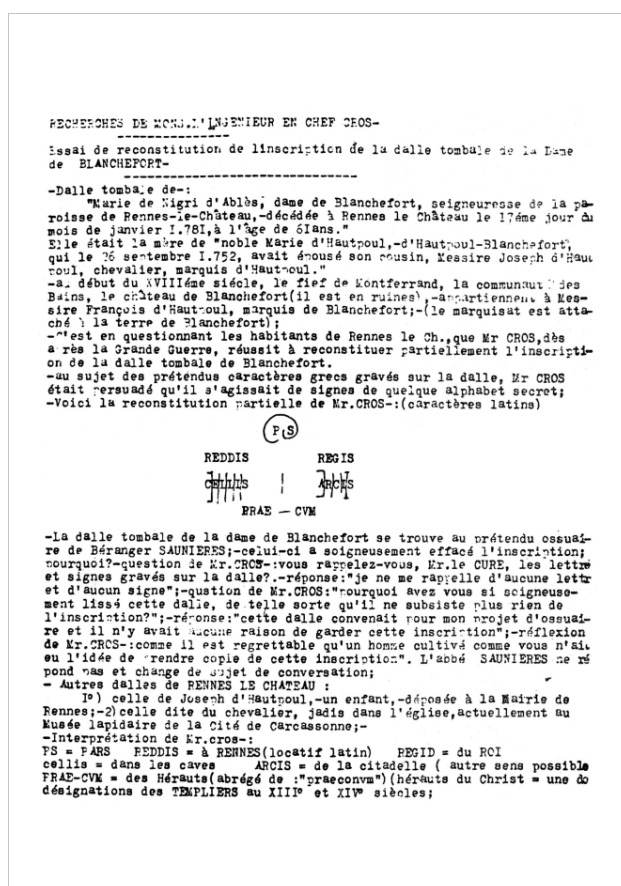 RECHERCHES DE MONS.L'INGENIEUR EN CHEF CROS-
Essai de reconstitution de linscription de la dalle tombale de la Dame
de BLANCHEFORT-
-Dalle tombale de-:
"Marie de Nigri d'Ablès, dame de Blanchefort, seigneuresse de la pa-
roisse de Rennes-le-Château,-décédée à Rennes le Château le 17éme jour du
mois de janvier I.78I,à l'âge de 6Ians."
Elle était la mère de "noble Marie d'Hautpoul,-d'Hautpoul-Blanchefort,
qui le 26 septembre I.752, avait épousé son cousin, Messire Joseph d'Haut
poul, chevalier, marquis d'Hautpoul."
-au début du XVIIIéme siécle, le fief de Montferrand, la communauté des
Bains, le château de Blanchefort(il est en ruines),-appartiennent à Mes-
sire François d'Hautpoul, marquis de Blanchefort;-(le marquisat est atta-
ché à la terre de Blanchefort);
-C'est en questionnant les habitants de Rennes le Ch.,que Mr CROS,dès
a rès la Grande Guerre, réussit à reconstituer partiellement l'inscripti-
on de la dalle tombale de Blanchefort.
-au sujet des prétendus caractères grecs gravés sur la dalle, Mr CROS
était persuadé qu'il s'agissait de signes de quelque alphabet secret;
-Voici la reconstitution partielle de Mr.CROS-:(caractères latins)
PS
REDDIS REGIS
CELLIS ARCIS
PRAE — CVM
-La dalle tombale de la dame de Blanchefort se trouve au prétendu ossuai-
re de Béranger SAUNIERES;-celui-ci a soigneusement effacé l'inscription;
pourquoi?-question de Mr.CROS-:vous rappelez-vous, Mr.le CURE, les lettre
et signes gravés sur la dalle?.-réponse:"je ne me rappelle d'aucune lettr
et d'aucun signe";-qustion de Mr.CROS:"pourquoi avez vous si soigneuse-
ment lissé cette dalle, de telle sorte qu'il ne subsiste plus rien de
l'inscription?";-réponse:"cette dalle convenait pour mon projet d'ossuai-
re et il n'y avait aucune raison de garder cette inscription";-réflexion
de Mr.CROS-:comme il est regrettable qu'un homme cultivé comme vous n'ait
eu l'idée de prendre copie de cette inscription". L'abbé SAUNIERES ne ré
pond pas et change de sujet de conversation;
- Autres dalles de RENNES LE CHATEAU :
I°) celle de Joseph d'Hautpoul,-un enfant,-déposée à la Mairie de
Rennes;-2)celle dite du chevalier, jadis dans l'église,actuellement au
Musée lapidaire de la Cité de Carcassonne;-
-Interprétation de Mr.cros-:
PS = PARS REDDIS = à RENNES(locatif latin) REGID = du ROI
cellis = dans les caves ARCIS = de la citadelle ( autre sens possible
PRAE-CVM = des Hérauts(abrégé de :"praeconvm")(hérauts du Christ = une de
désignations des TEMPLIERS au XIII° et XIV° siècles;